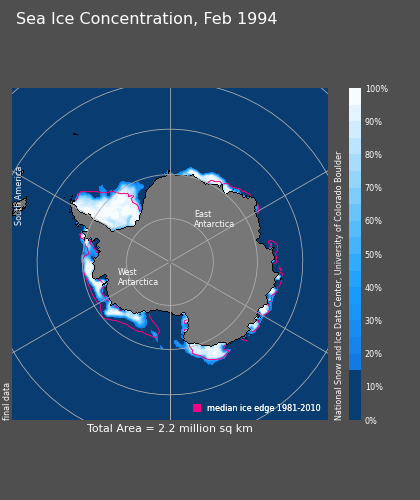 Sea Ice Concentration, Feb 1994
100%
90%
80%
70%
60%
50%
40%
30%
20%
10%
0%
South America
East
Antarctica
West
Antarctica
National Snow and Ice Data Center, University of Colorado Boulder
final data
median ice edge 1981-2010
Total Area = 2.2 million sq km